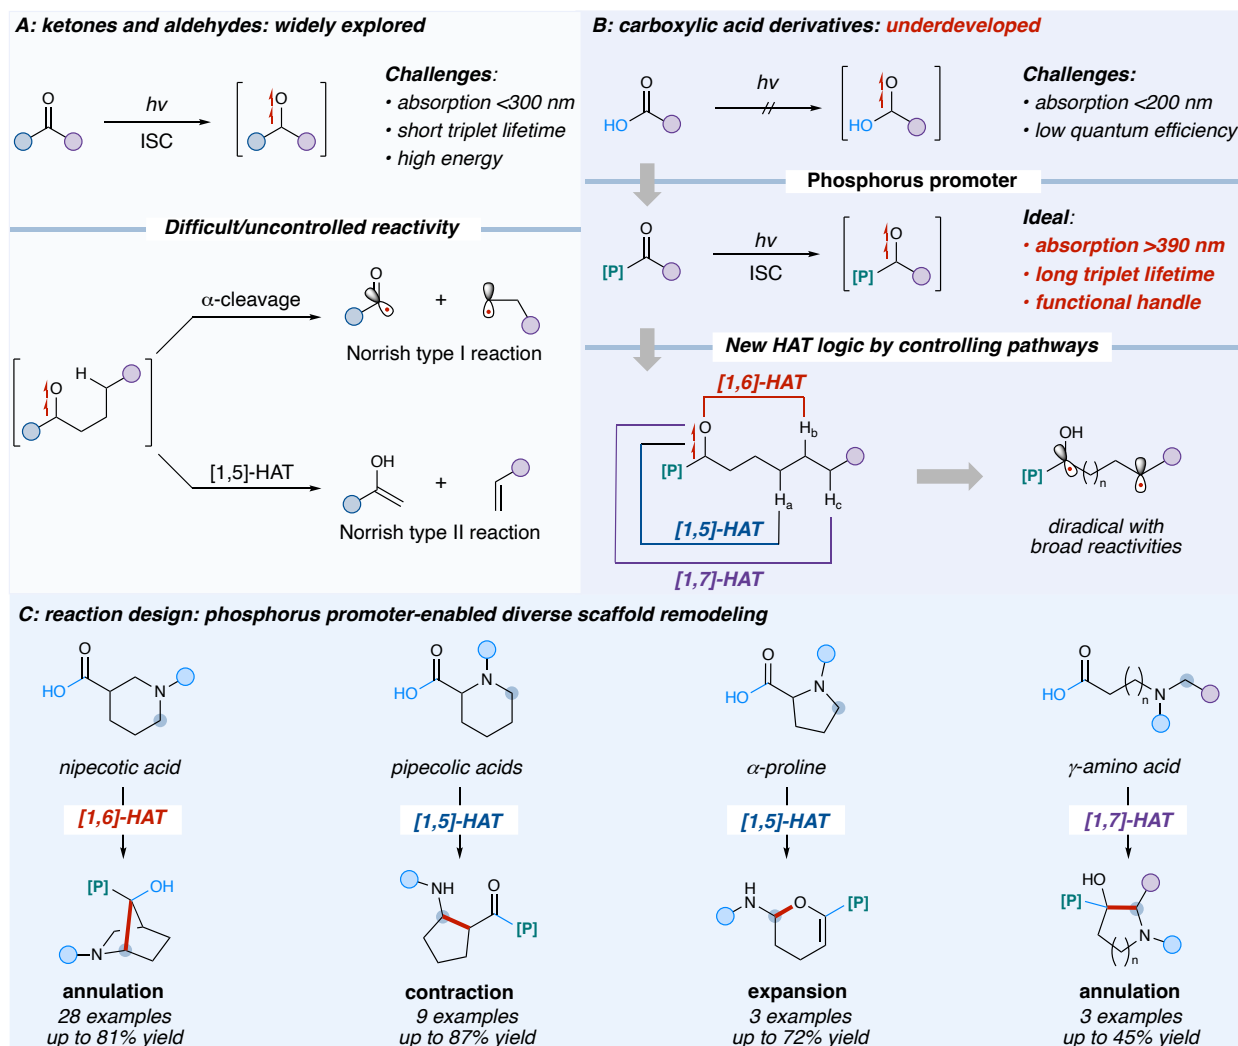 A: ketones and aldehydes: widely explored
O
hv
ISC
O
Challenges:
• absorption <300 nm
• short triplet lifetime
• high energy
Difficult/uncontrolled reactivity
H
O
α-cleavage
O
+
Norrish type I reaction
[1,5]-HAT
OH
+
Norrish type II reaction
B: carboxylic acid derivatives: underdeveloped
O
HO
hv
O
HO
Challenges:
• absorption <200 nm
• low quantum efficiency
Phosphorus promoter
O
[P]
hv
ISC
O
[P]
Ideal:
• absorption >390 nm
• long triplet lifetime
• functional handle
New HAT logic by controlling pathways
[1,6]-HAT
O
Hb
[P]
Ha
Hc
[1,5]-HAT
[1,7]-HAT
OH
[P]
( )n
diradical with
broad reactivities
C: reaction design: phosphorus promoter-enabled diverse scaffold remodeling
O
HO
N
nipecotic acid
[1,6]-HAT
[P]
OH
N
annulation
28 examples
up to 81% yield
O
HO
N
pipecolic acids
[1,5]-HAT
NH
O
[P]
contraction
9 examples
up to 87% yield
O
HO
N
α-proline
[1,5]-HAT
H
N
O
[P]
expansion
3 examples
up to 72% yield
O
HO
( )n
N
γ-amino acid
[1,7]-HAT
HO
[P]
N
( )n
annulation
3 examples
up to 45% yield